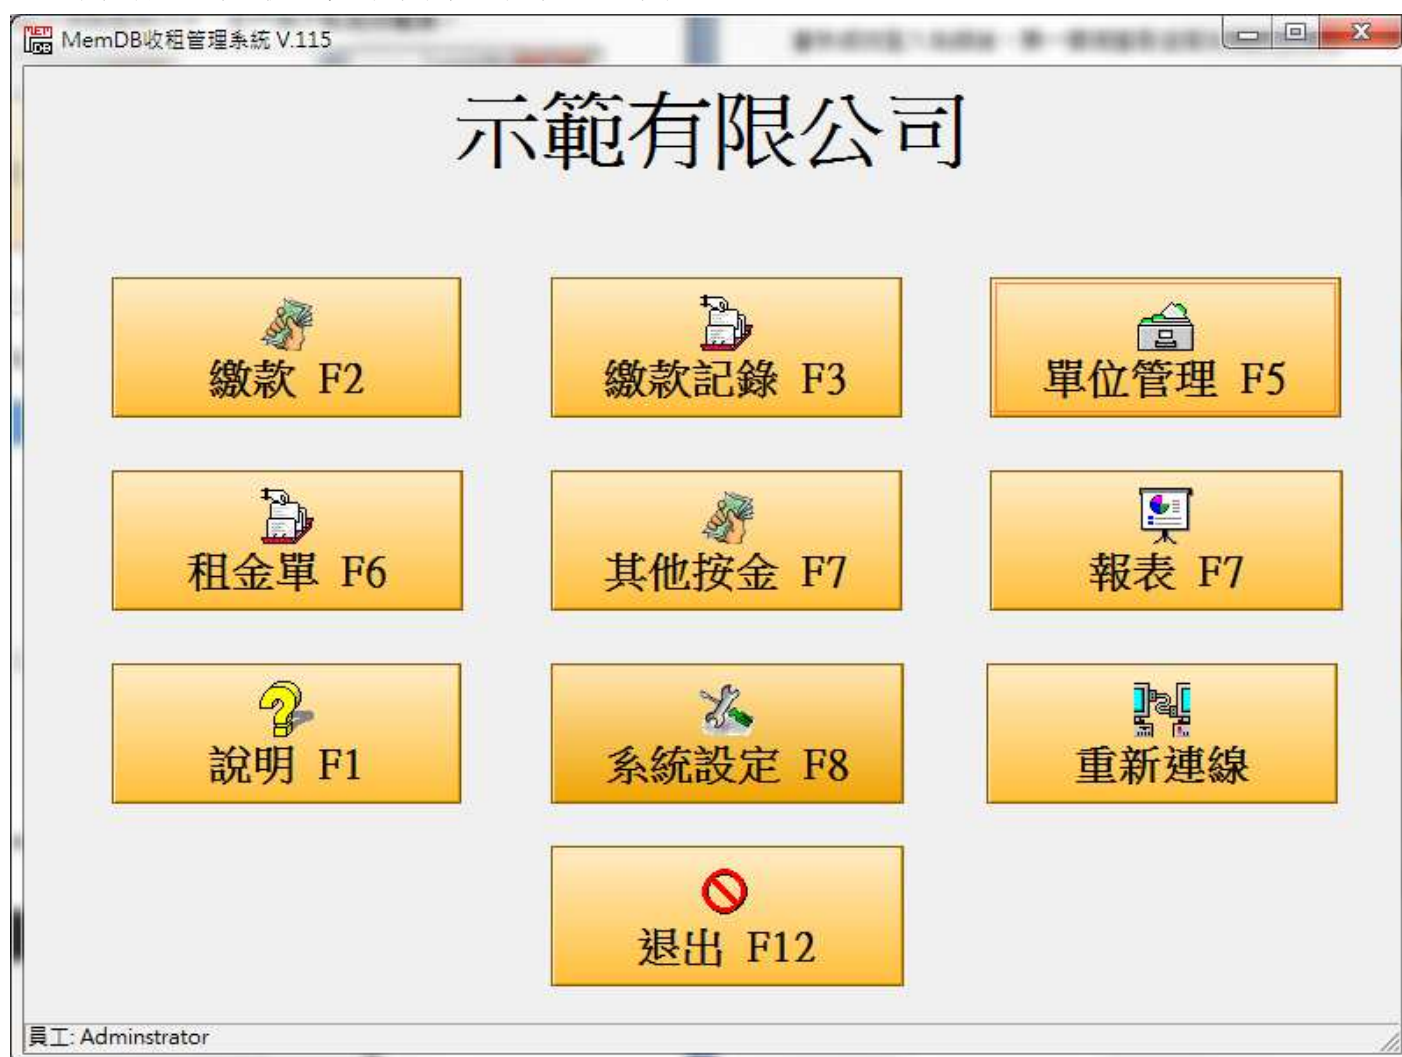 MEM
DB
MemDB收租管理系統 V.115
示範有限公司
繳款 F2
繳款記錄 F3
單位管理 F5
租金單 F6
其他按金 F7
報表 F7
說明 F1
系統設定 F8
重新連線
退出 F12
員工: Adminstrator